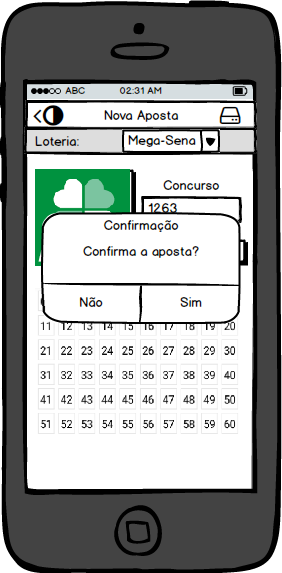 ABC 02:31 AM
< Nova Aposta
Loteria: Mega-Sena
Concurso
1263
Confirmação
Confirma a aposta?
Não Sim
11 12 13 14 15 16 17 18 19 20
21 22 23 24 25 26 27 28 29 30
31 32 33 34 35 36 37 38 39 40
41 42 43 44 45 46 47 48 49 50
51 52 53 54 55 56 57 58 59 60